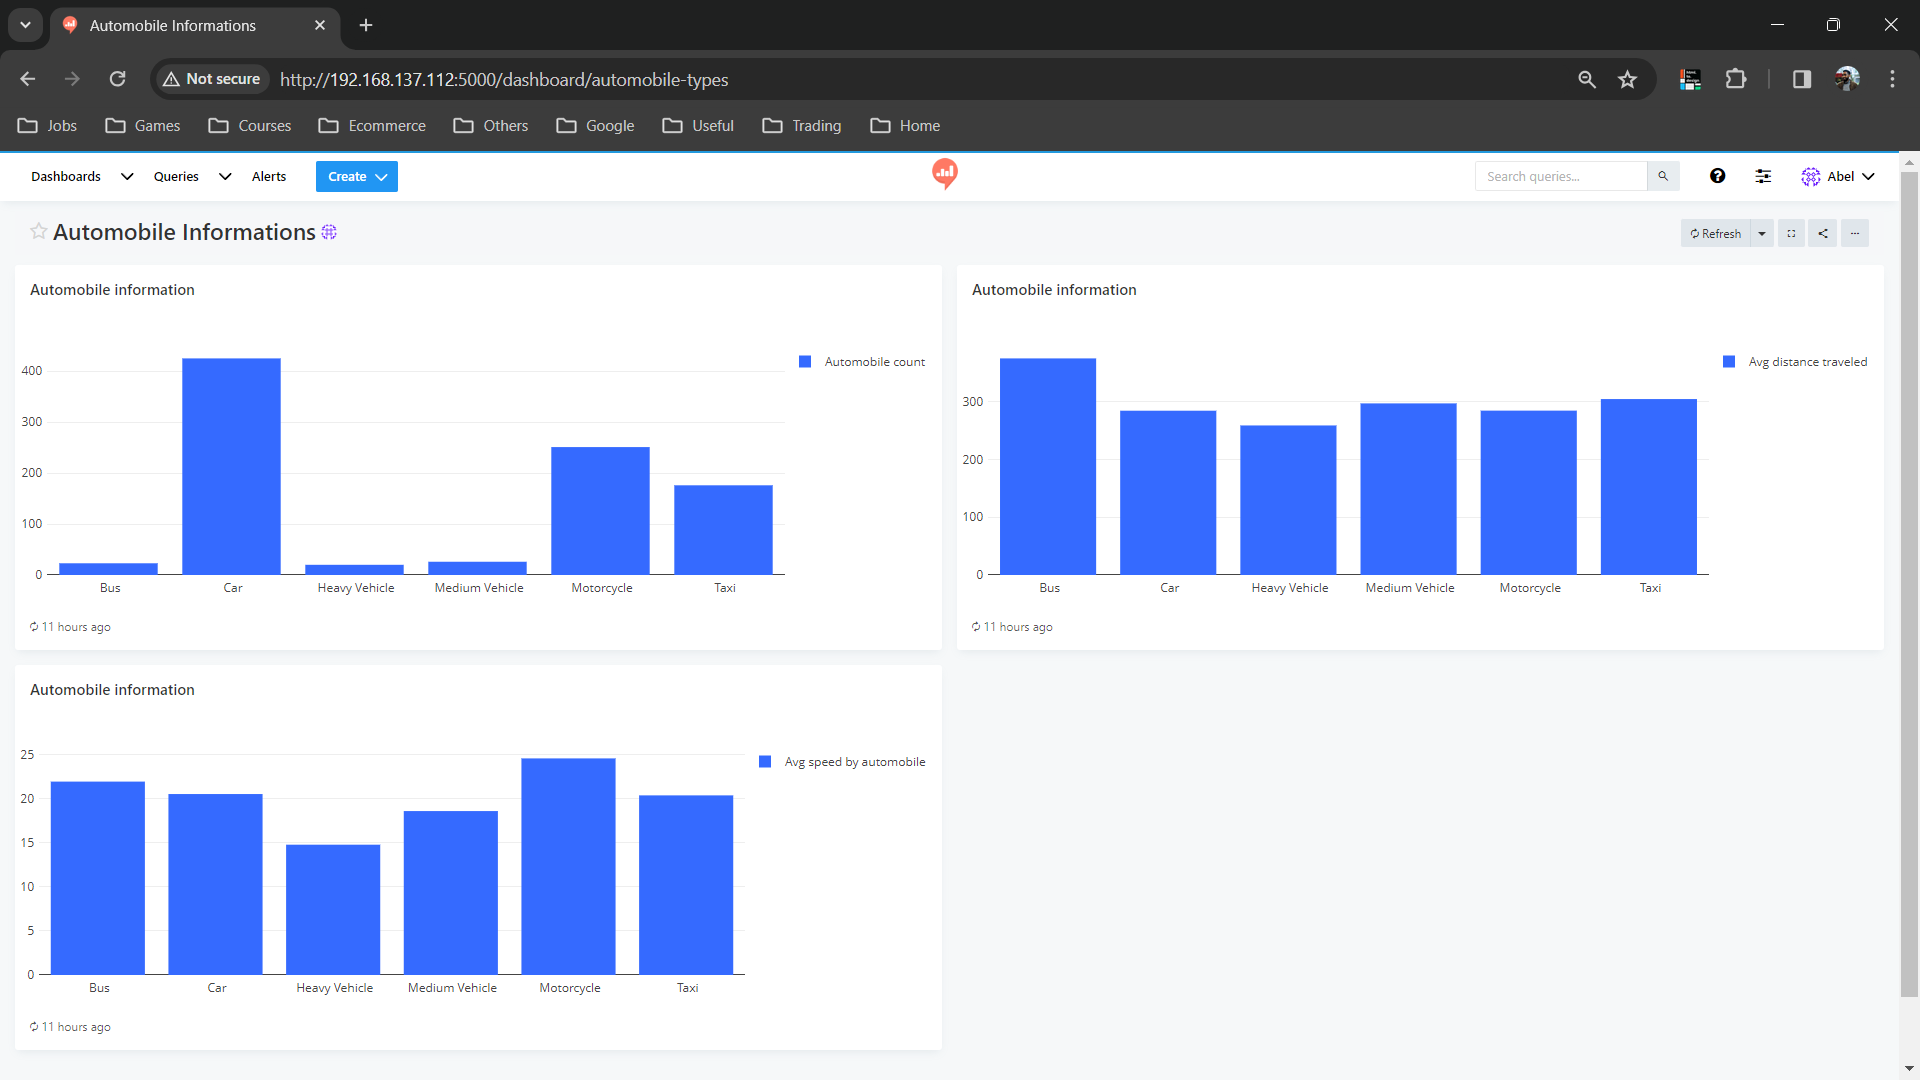 Automobile Informations
Not secure http://192.168.137.112:5000/dashboard/automobile-types
Jobs Games Courses Ecommerce Others Google Useful Trading Home
Dashboards Queries Alerts Create Search queries... Abel
Automobile Informations
Refresh
Automobile information
Automobile count
400
300
200
100
0
Bus Car Heavy Vehicle Medium Vehicle Motorcycle Taxi
11 hours ago
Automobile information
Avg distance traveled
300
200
100
0
Bus Car Heavy Vehicle Medium Vehicle Motorcycle Taxi
11 hours ago
Automobile information
Avg speed by automobile
25
20
15
10
5
0
Bus Car Heavy Vehicle Medium Vehicle Motorcycle Taxi
11 hours ago